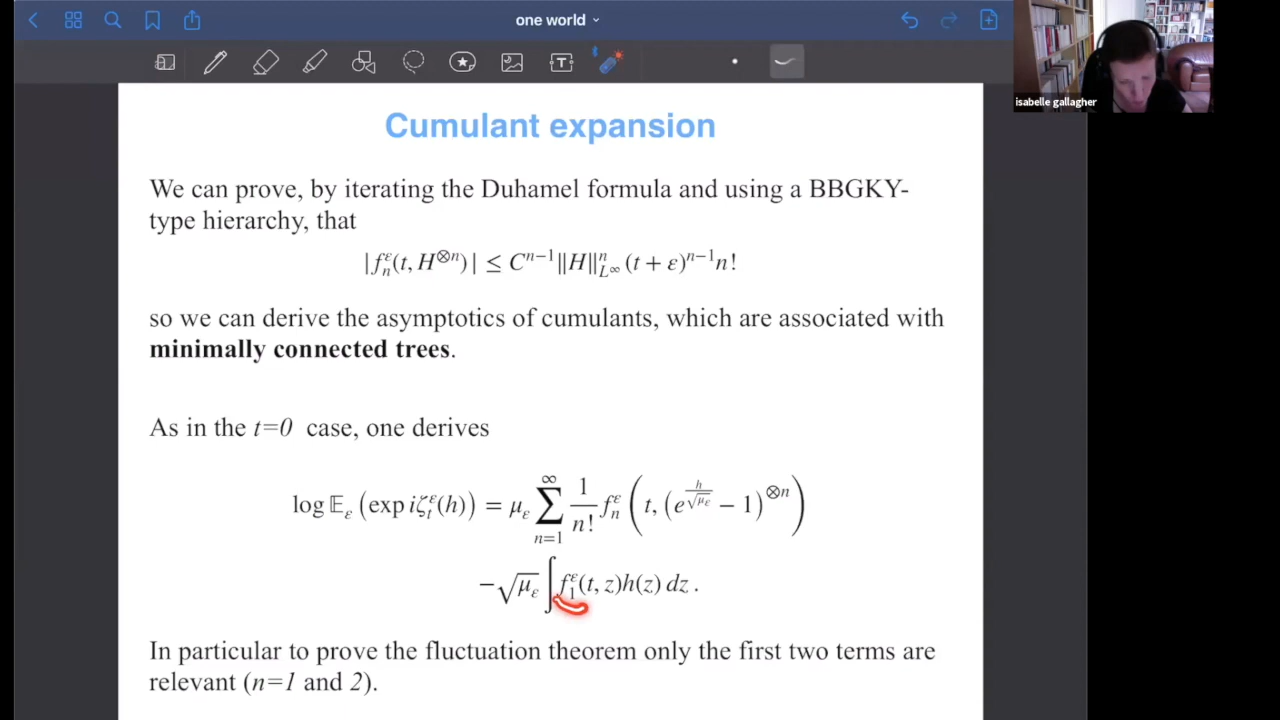 one world
isabelle gallagher
Cumulant expansion
We can prove, by iterating the Duhamel formula and using a BBGKY-
type hierarchy, that
|f_n^ε(t, H^{⊗n})| ≤ C^{n−1}‖H‖_{L^∞}^n (t + ε)^{n−1}n!
so we can derive the asymptotics of cumulants, which are associated with
minimally connected trees.
As in the t=0 case, one derives
log 𝔼_ε (exp iζ_t^ε(h)) = μ_ε ∑_{n=1}^∞ 1/n! f_n^ε (t, (e^{h/√μ_ε} − 1)^{⊗n})
−√μ_ε ∫ f_1^ε(t, z)h(z) dz .
In particular to prove the fluctuation theorem only the first two terms are
relevant (n=1 and 2).